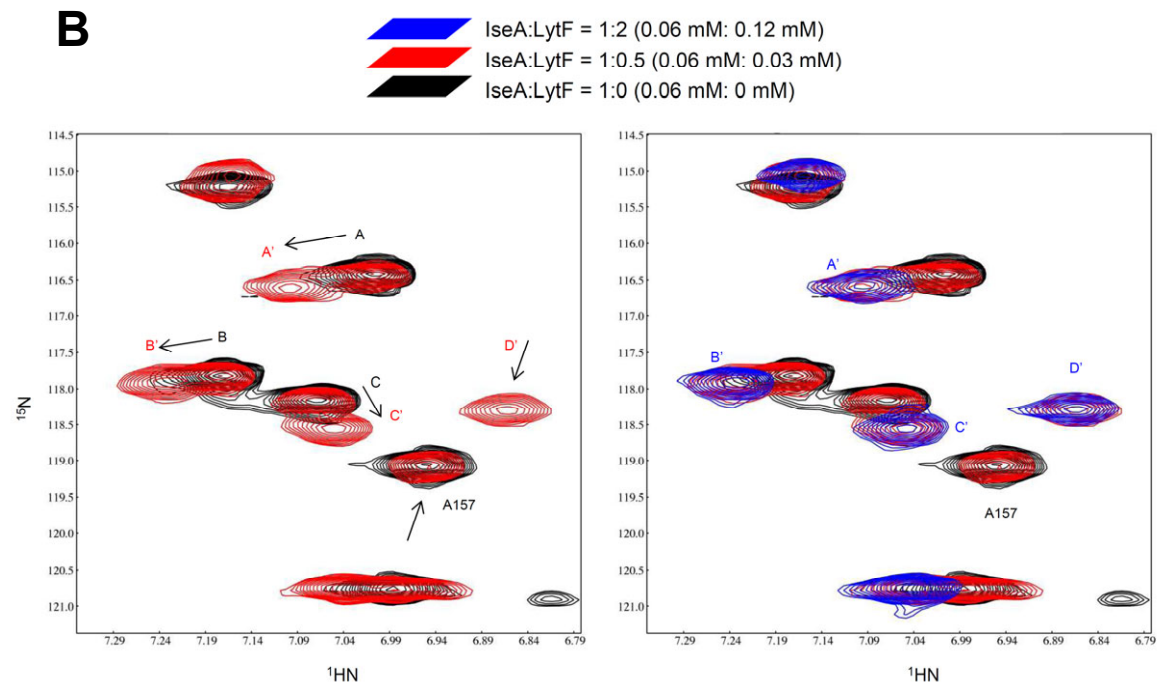 B
IseA:LytF = 1:2 (0.06 mM: 0.12 mM)
IseA:LytF = 1:0.5 (0.06 mM: 0.03 mM)
IseA:LytF = 1:0 (0.06 mM: 0 mM)
114.5
115.0
115.5
116.0
116.5
117.0
117.5
118.0
118.5
119.0
119.5
120.0
120.5
121.0
15N
A' A
B' B
D'
C
C'
A157
7.29 7.24 7.19 7.14 7.09 7.04 6.99 6.94 6.89 6.84 6.79
1HN
114.5
115.0
115.5
116.0
116.5
117.0
117.5
118.0
118.5
119.0
119.5
120.0
120.5
121.0
A'
B'
D'
C'
A157
7.29 7.24 7.19 7.14 7.09 7.04 6.99 6.94 6.89 6.84 6.79
1HN